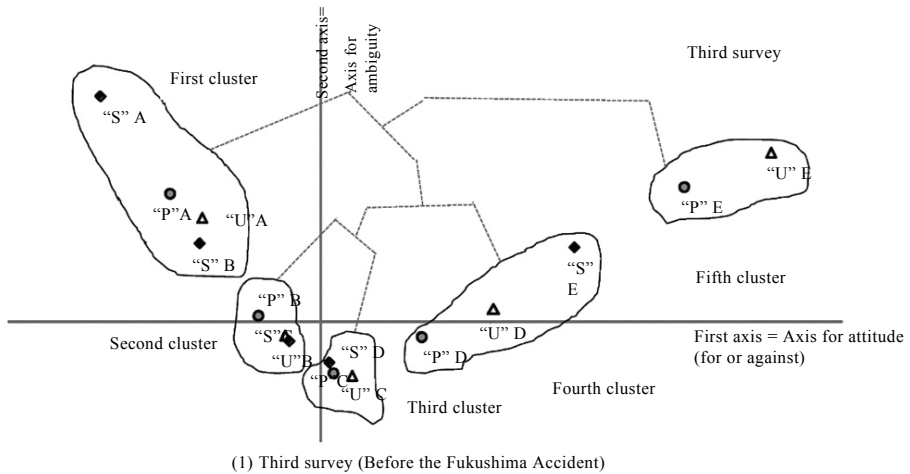 Second axis=
Axis for
ambiguity
Third survey
First cluster
“S” A
“U” E
“P” E
“P”A
“U”A
“S” B
“S”
E
Fifth cluster
“P” B
“U” D
First axis = Axis for attitude
(for or against)
Second cluster
“S”C
“U”B
“S” D
“P” D
“P” C
“U” C
Fourth cluster
Third cluster
(1) Third survey (Before the Fukushima Accident)